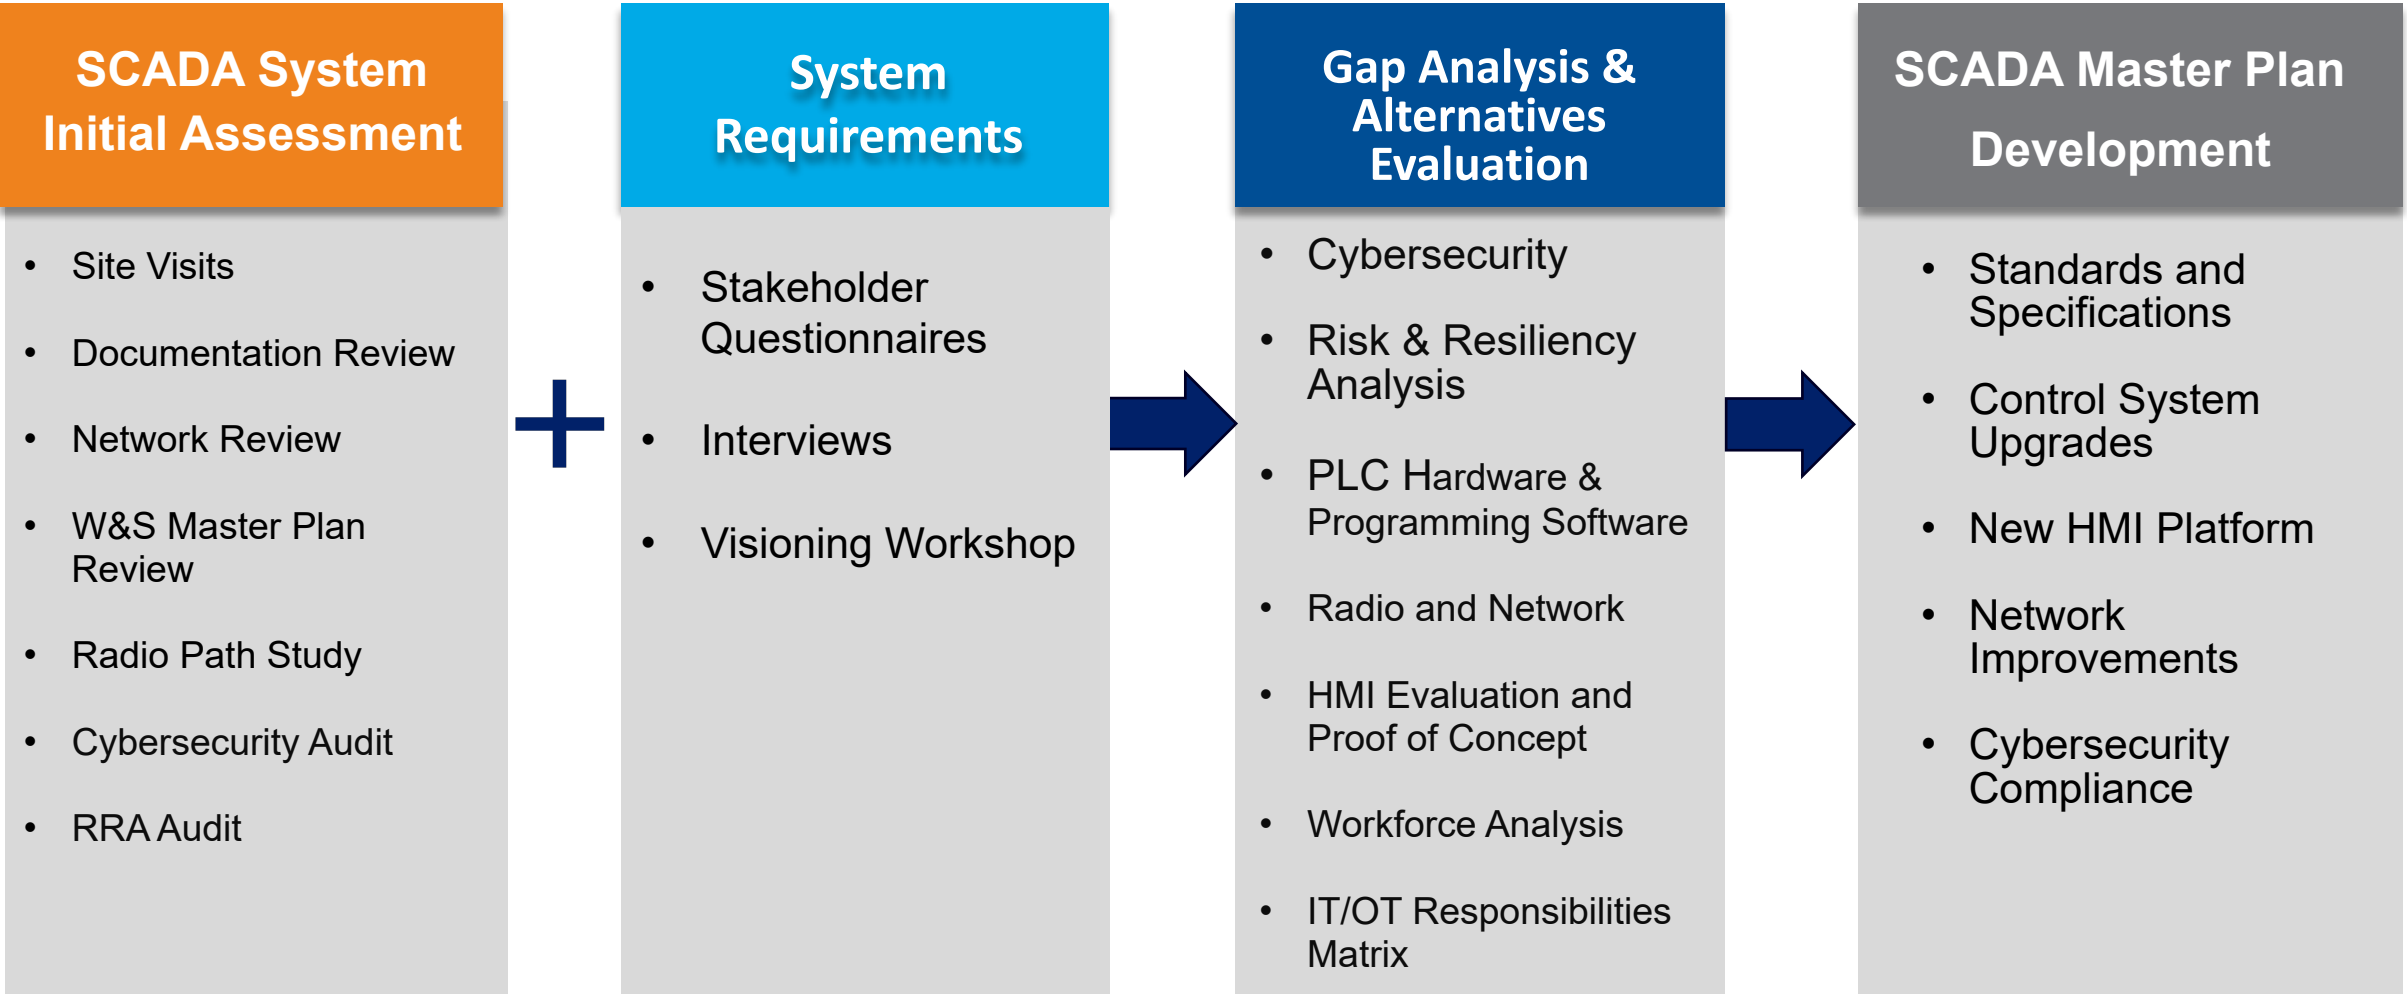 SCADA System
Initial Assessment
• Site Visits
• Documentation Review
• Network Review
• W&S Master Plan
Review
• Radio Path Study
• Cybersecurity Audit
• RRA Audit
+
System
Requirements
• Stakeholder
Questionnaires
• Interviews
• Visioning Workshop
Gap Analysis &
Alternatives
Evaluation
• Cybersecurity
• Risk & Resiliency
Analysis
• PLC Hardware &
Programming Software
• Radio and Network
• HMI Evaluation and
Proof of Concept
• Workforce Analysis
• IT/OT Responsibilities
Matrix
SCADA Master Plan
Development
• Standards and
Specifications
• Control System
Upgrades
• New HMI Platform
• Network
Improvements
• Cybersecurity
Compliance